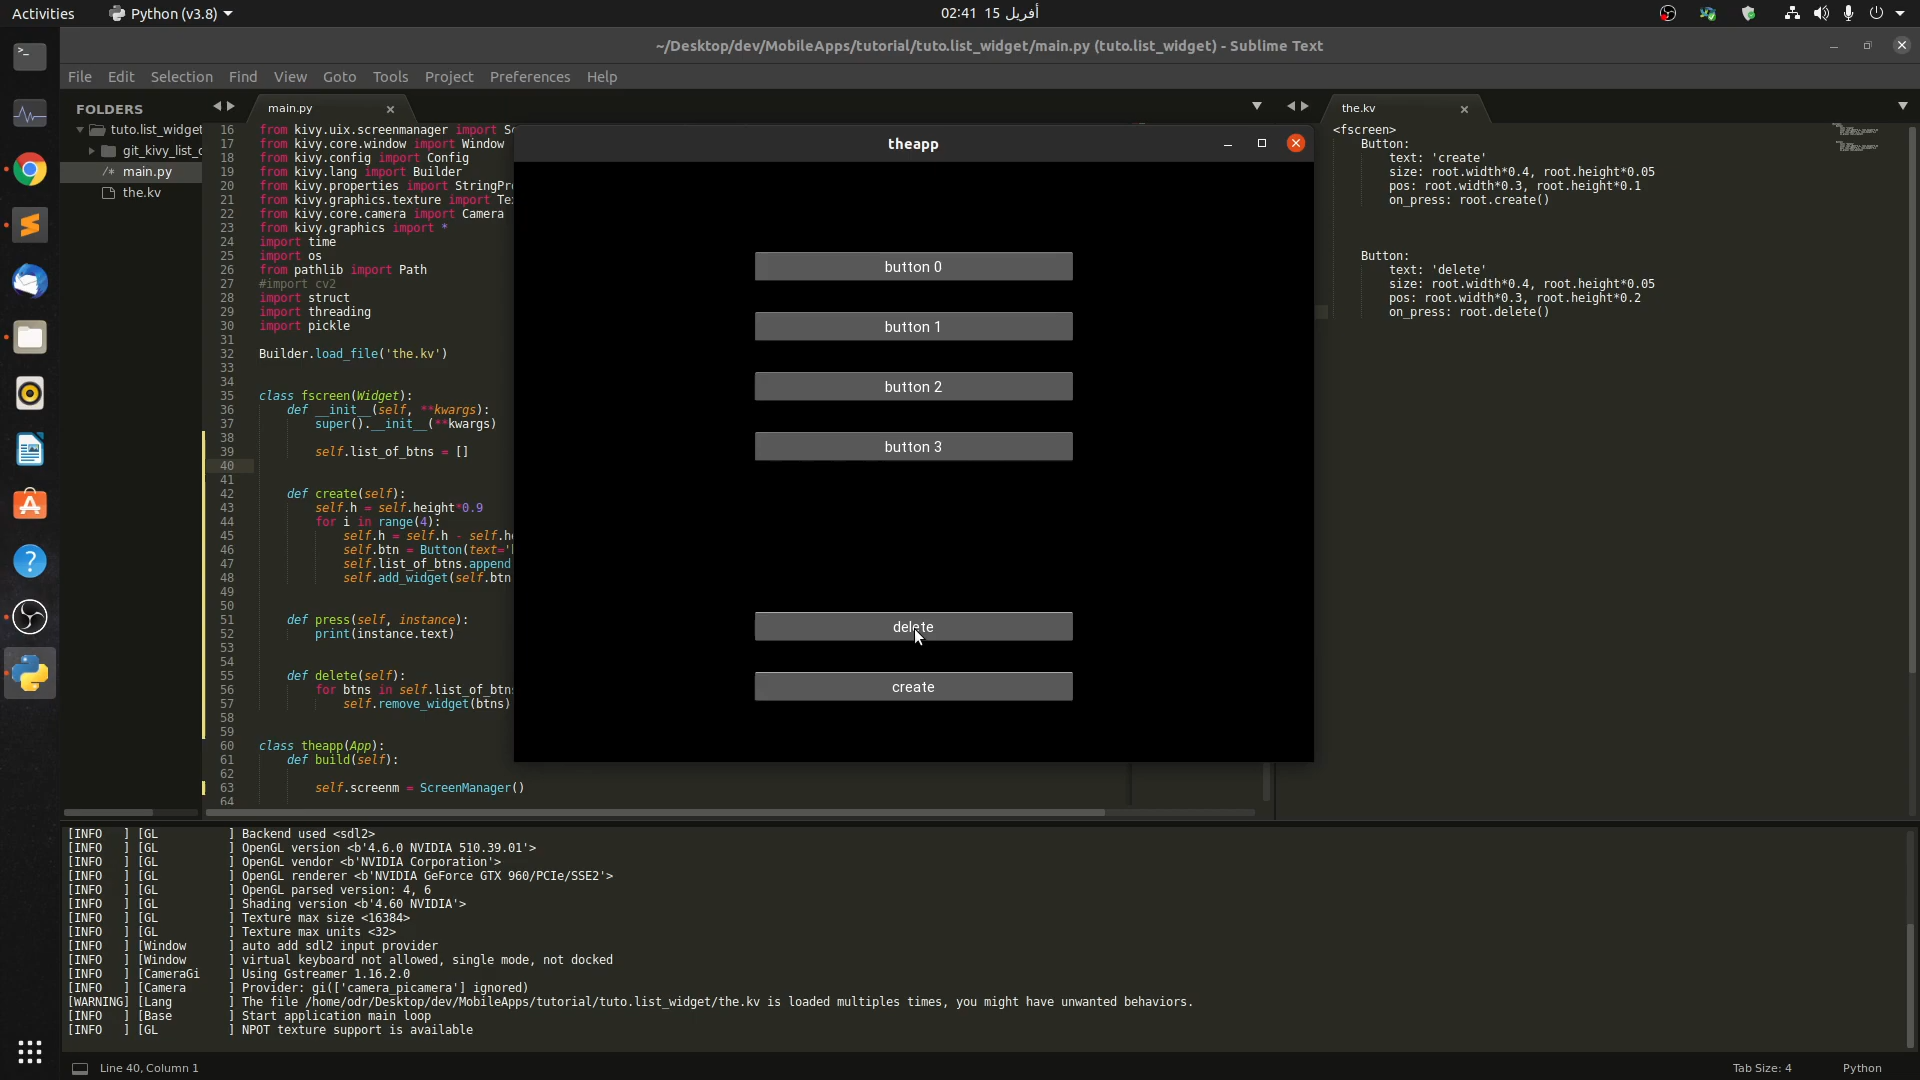 Activities
Python (v3.8)
أفريل 15 02:41
~/Desktop/dev/MobileApps/tutorial/tuto.list_widget/main.py (tuto.list_widget) - Sublime Text
File Edit Selection Find View Goto Tools Project Preferences Help
FOLDERS
tuto.list_widget
git_kivy_list_
main.py
the.kv
main.py
16 from kivy.uix.screenmanager import
17 from kivy.core.window import Window
18 from kivy.config import Config
19 from kivy.lang import Builder
20 from kivy.properties import StringPr
21 from kivy.graphics.texture import
22 from kivy.core.camera import Camera
23 from kivy.graphics import *
24 import time
25 import os
26 from pathlib import Path
27 #import cv2
28 import struct
29 import threading
30 import pickle
31
32 Builder.load_file('the.kv')
33
34
35 class fscreen(Widget):
36 def __init__(self, **kwargs):
37 super().__init__(**kwargs)
38
39 self.list_of_btns = []
40
41
42 def create(self):
43 self.h = self.height*0.9
44 for i in range(4):
45 self.h = self.h - self.he
46 self.btn = Button(text='
47 self.list_of_btns.append
48 self.add_widget(self.btn
49
50
51 def press(self, instance):
52 print(instance.text)
53
54
55 def delete(self):
56 for btns in self.list_of_btns
57 self.remove_widget(btns)
58
59
60 class theapp(App):
61 def build(self):
62
63 self.screenm = ScreenManager()
64
theapp
button 0
button 1
button 2
button 3
delete
create
the.kv
<fscreen>
Button:
text: 'create'
size: root.width*0.4, root.height*0.05
pos: root.width*0.3, root.height*0.1
on_press: root.create()
Button:
text: 'delete'
size: root.width*0.4, root.height*0.05
pos: root.width*0.3, root.height*0.2
on_press: root.delete()
[INFO ] [GL ] Backend used <sdl2>
[INFO ] [GL ] OpenGL version <b'4.6.0 NVIDIA 510.39.01'>
[INFO ] [GL ] OpenGL vendor <b'NVIDIA Corporation'>
[INFO ] [GL ] OpenGL renderer <b'NVIDIA GeForce GTX 960/PCIe/SSE2'>
[INFO ] [GL ] OpenGL parsed version: 4, 6
[INFO ] [GL ] Shading version <b'4.60 NVIDIA'>
[INFO ] [GL ] Texture max size <16384>
[INFO ] [GL ] Texture max units <32>
[INFO ] [Window ] auto add sdl2 input provider
[INFO ] [Window ] virtual keyboard not allowed, single mode, not docked
[INFO ] [CameraGi ] Using Gstreamer 1.16.2.0
[INFO ] [Camera ] Provider: gi(['camera_picamera'] ignored)
[WARNING] [Lang ] The file /home/odr/Desktop/dev/MobileApps/tutorial/tuto.list_widget/the.kv is loaded multiples times, you might have unwanted behaviors.
[INFO ] [Base ] Start application main loop
[INFO ] [GL ] NPOT texture support is available
Line 40, Column 1
Tab Size: 4
Python